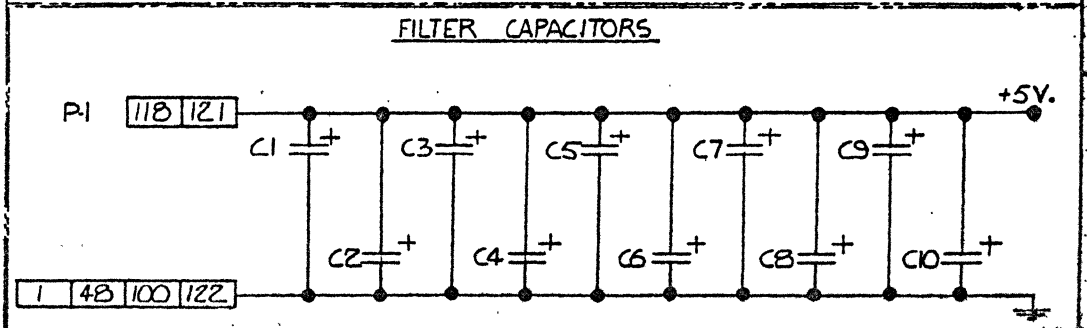 FILTER CAPACITORS
P-1 118 121 +5V.
C1 + C3 + C5 + C7 + C9 +
C2 + C4 + C6 + C8 + C10 +
1 48 100 122